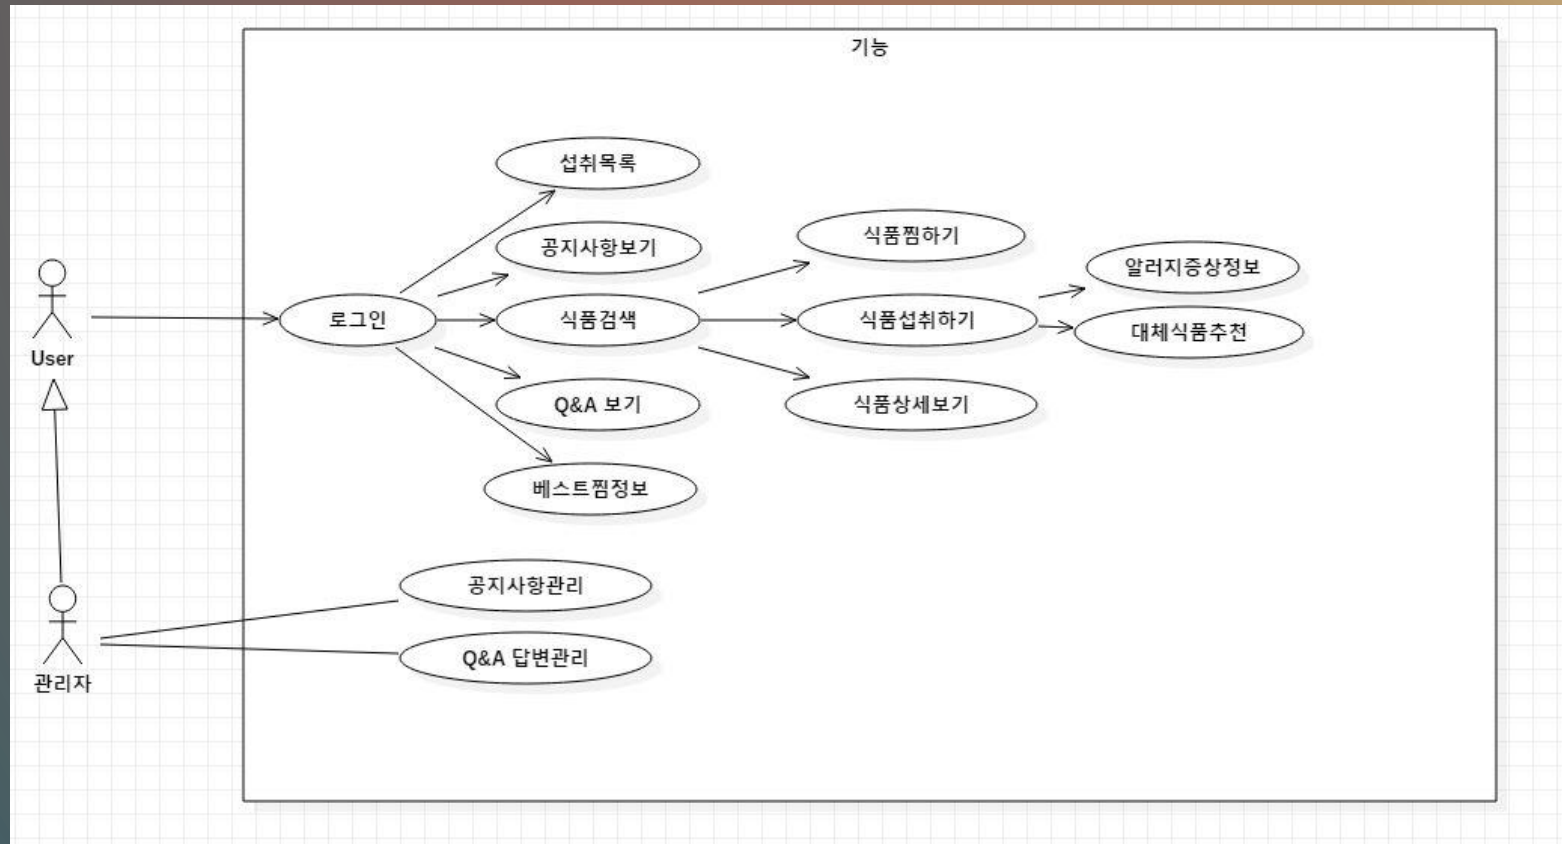 기능
섭취목록
공지사항보기
식품찜하기
알러지증상정보
로그인
식품검색
식품섭취하기
대체식품추천
User
Q&A 보기
식품상세보기
베스트찜정보
공지사항관리
Q&A 답변관리
관리자